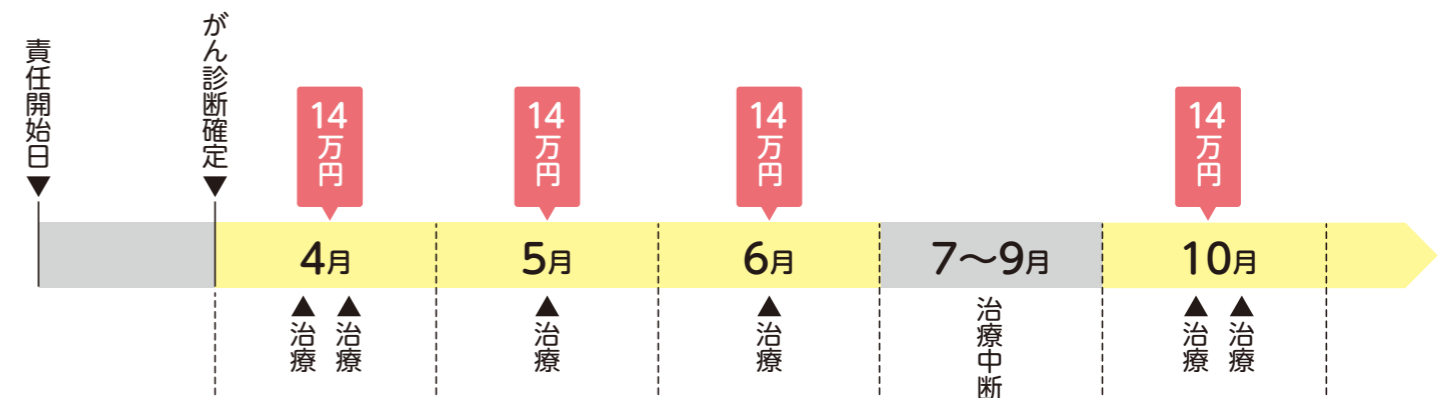 責任開始日
がん診断確定
14万円
14万円
14万円
14万円
4月
5月
6月
7〜9月
10月
治療
治療
治療
治療
治療中断
治療
治療